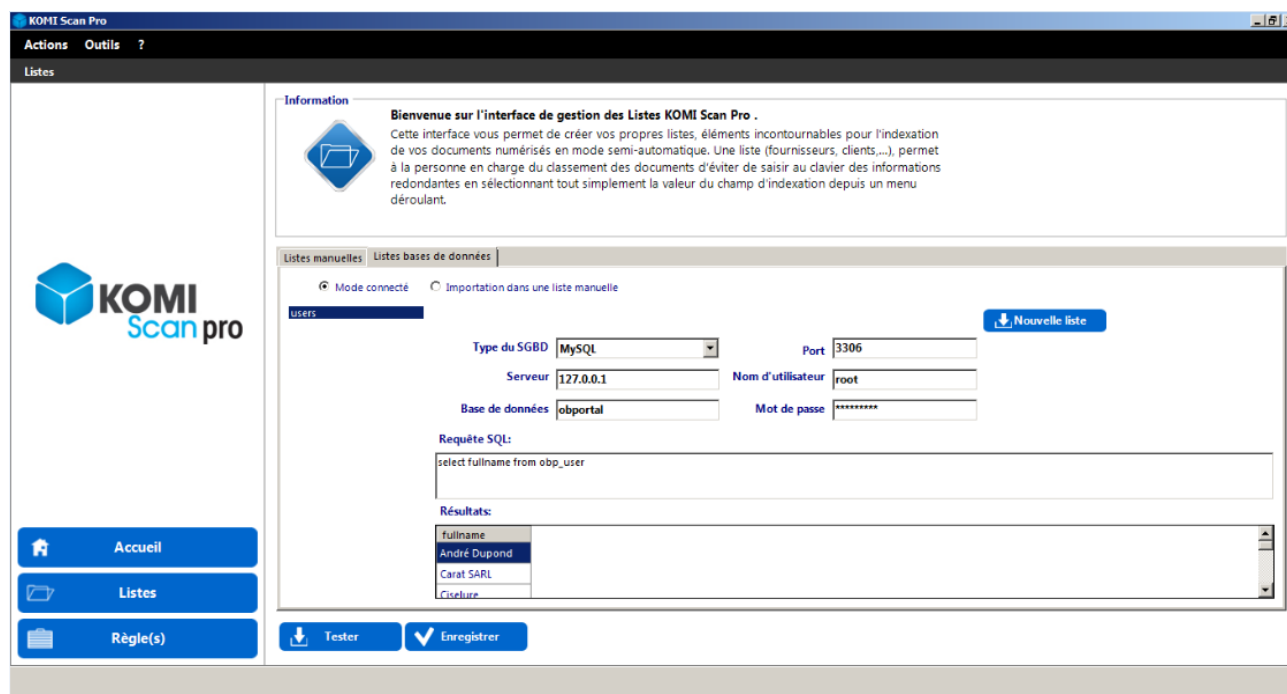 KOMI Scan Pro
Actions Outils ?
Listes
Information
Bienvenue sur l'interface de gestion des Listes KOMI Scan Pro .
Cette interface vous permet de créer vos propres listes, éléments incontournables pour l'indexation
de vos documents numérisés en mode semi-automatique. Une liste (fournisseurs, clients,...), permet
à la personne en charge du classement des documents d'éviter de saisir au clavier des informations
redondantes en sélectionnant tout simplement la valeur du champ d'indexation depuis un menu
déroulant.
KOMI
Scan pro
Listes manuelles Listes bases de données
Mode connecté Importation dans une liste manuelle
users
Nouvelle liste
Type du SGBD MySQL Port 3306
Serveur 127.0.0.1 Nom d'utilisateur root
Base de données obportal Mot de passe *********
Requête SQL:
select fullname from obp_user
Résultats:
fullname
André Dupond
Carat SARL
Ciselure
Accueil
Listes
Règle(s)
Tester Enregistrer